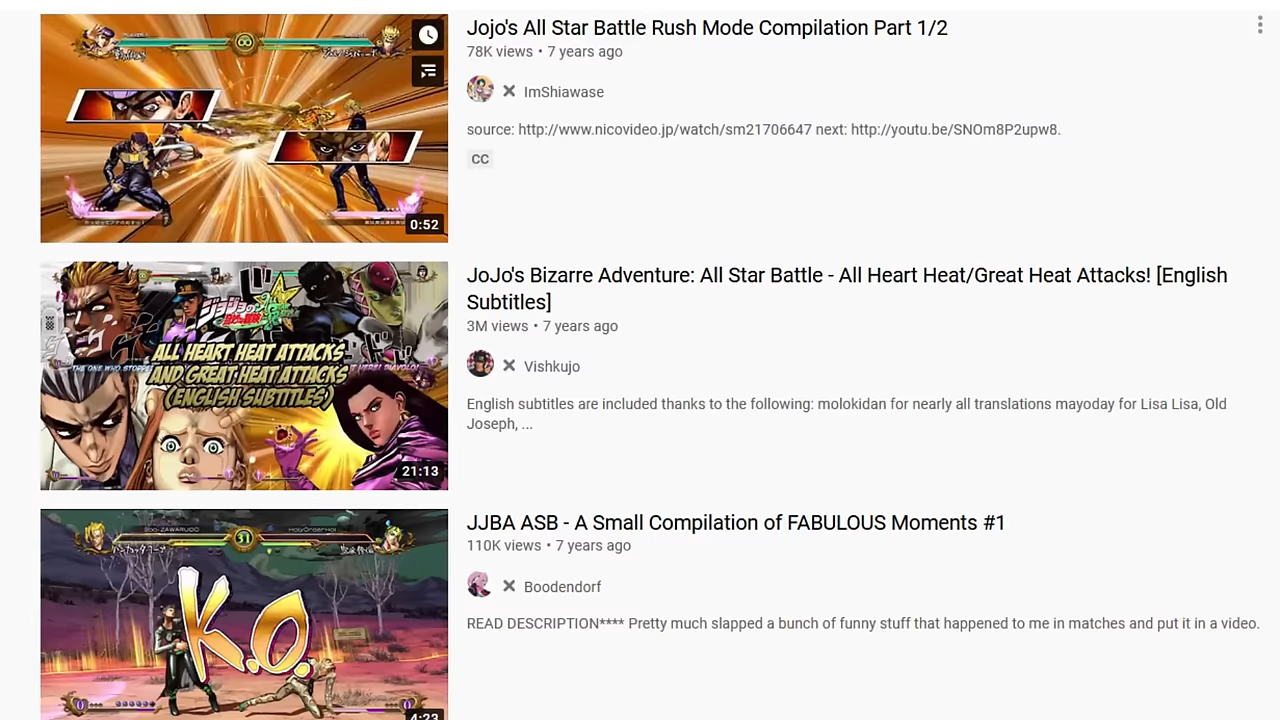 Jojo's All Star Battle Rush Mode Compilation Part 1/2
78K views • 7 years ago
ImShiawase
source: http://www.nicovideo.jp/watch/sm21706647 next: http://youtu.be/SNOm8P2upw8.
CC
0:52
JoJo's Bizarre Adventure: All Star Battle - All Heart Heat/Great Heat Attacks! [English
Subtitles]
3M views • 7 years ago
Vishkujo
English subtitles are included thanks to the following: molokidan for nearly all translations mayoday for Lisa Lisa, Old
Joseph, ...
ALL HEART HEAT ATTACKS
AND GREAT HEAT ATTACKS
(ENGLISH SUBTITLES)
21:13
JJBA ASB - A Small Compilation of FABULOUS Moments #1
110K views • 7 years ago
Boodendorf
READ DESCRIPTION**** Pretty much slapped a bunch of funny stuff that happened to me in matches and put it in a video.
31
K.O.
4:23